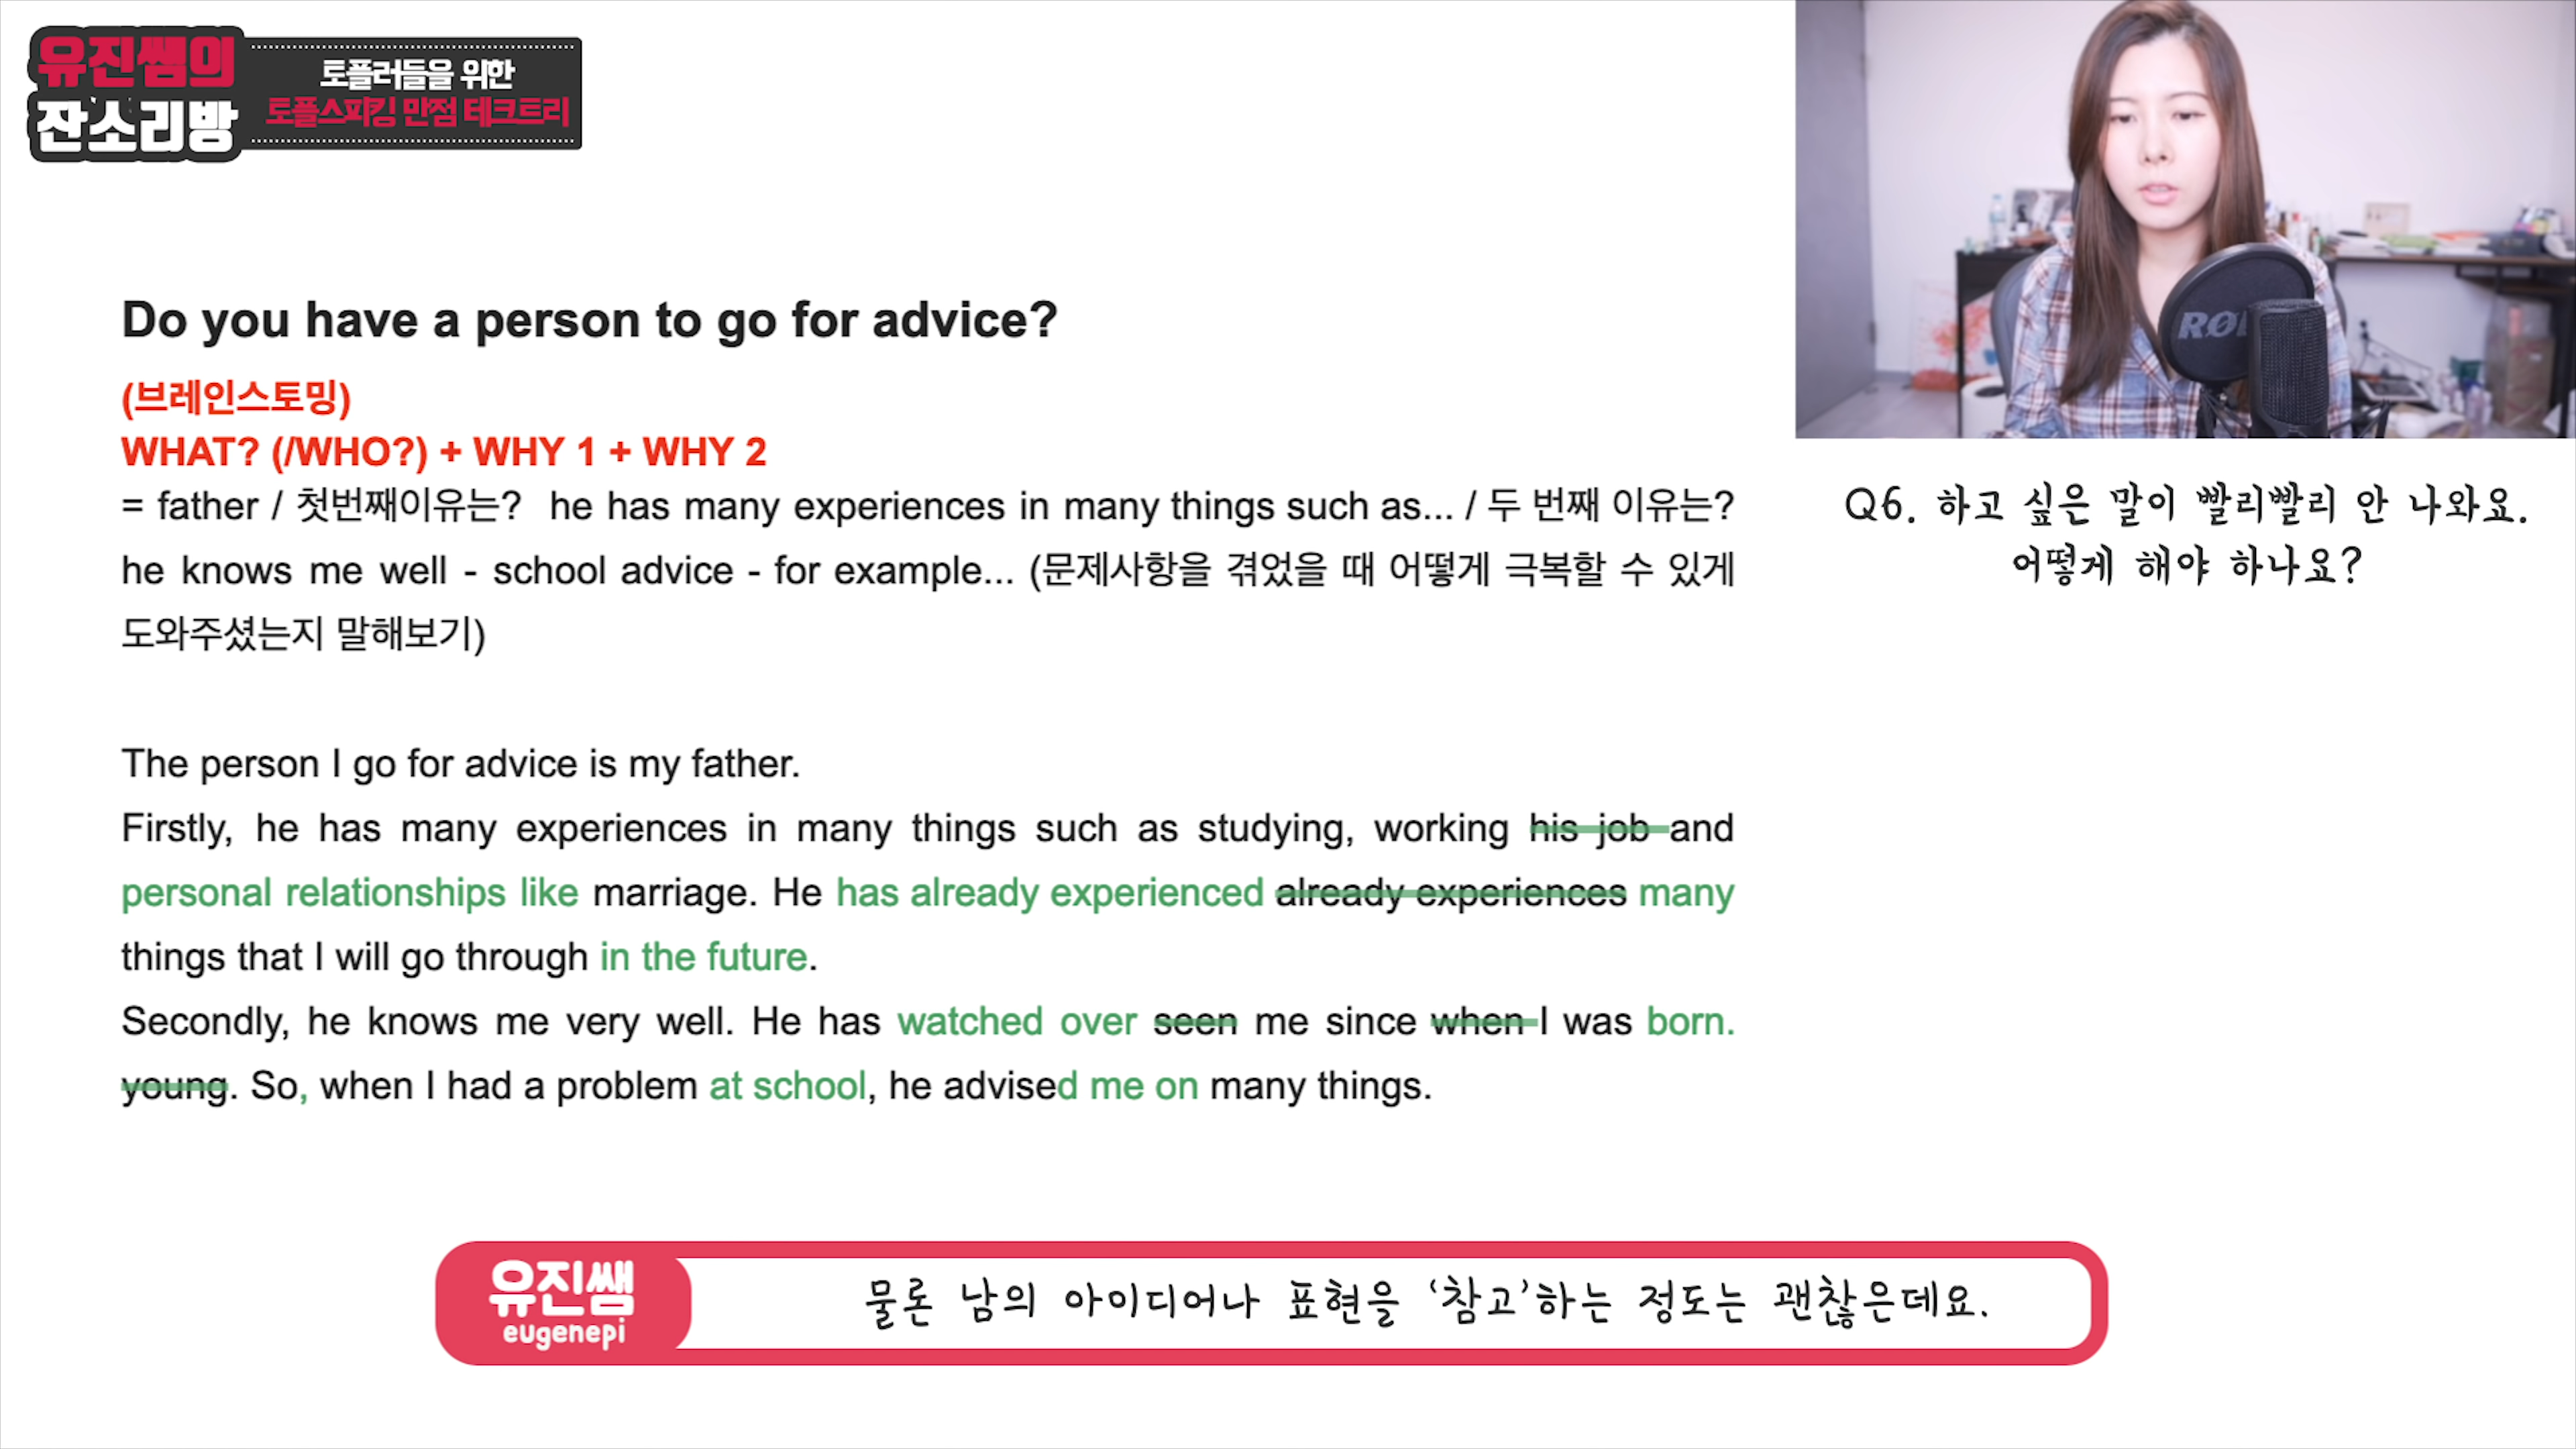 유진쌤의
잔소리방
토플러들을 위한
토플스피킹 만점 테크트리
Do you have a person to go for advice?
(브레인스토밍)
WHAT? (/WHO?) + WHY 1 + WHY 2
= father / 첫번째이유는? he has many experiences in many things such as... / 두 번째 이유는?
he knows me well - school advice - for example... (문제사항을 겪었을 때 어떻게 극복할 수 있게
도와주셨는지 말해보기)
The person I go for advice is my father.
Firstly, he has many experiences in many things such as studying, working his job and
personal relationships like marriage. He has already experienced already experiences many
things that I will go through in the future.
Secondly, he knows me very well. He has watched over seen me since when I was born.
young. So, when I had a problem at school, he advised me on many things.
RØ
Q6. 하고 싶은 말이 빨리빨리 안 나와요.
어떻게 해야 하나요?
유진쌤
eugenepi
물론 남의 아이디어나 표현을 ‘참고’하는 정도는 괜찮은데요.